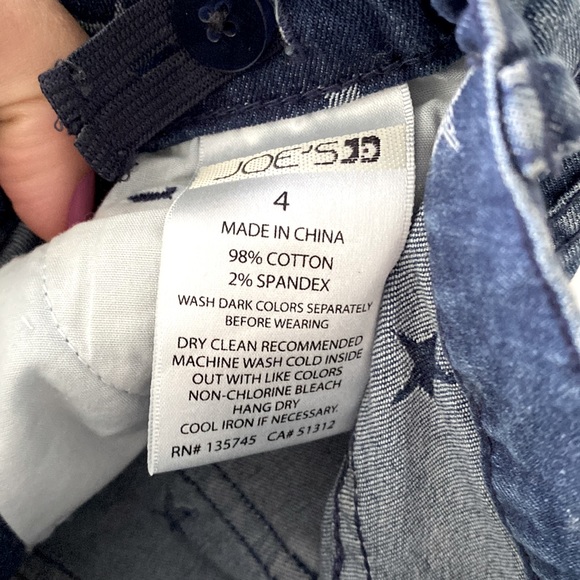 JOE'S
4
MADE IN CHINA
98% COTTON
2% SPANDEX
WASH DARK COLORS SEPARATELY
BEFORE WEARING
DRY CLEAN RECOMMENDED
MACHINE WASH COLD INSIDE
OUT WITH LIKE COLORS
NON-CHLORINE BLEACH
HANG DRY
COOL IRON IF NECESSARY.
RN# 135745 CA# 51312